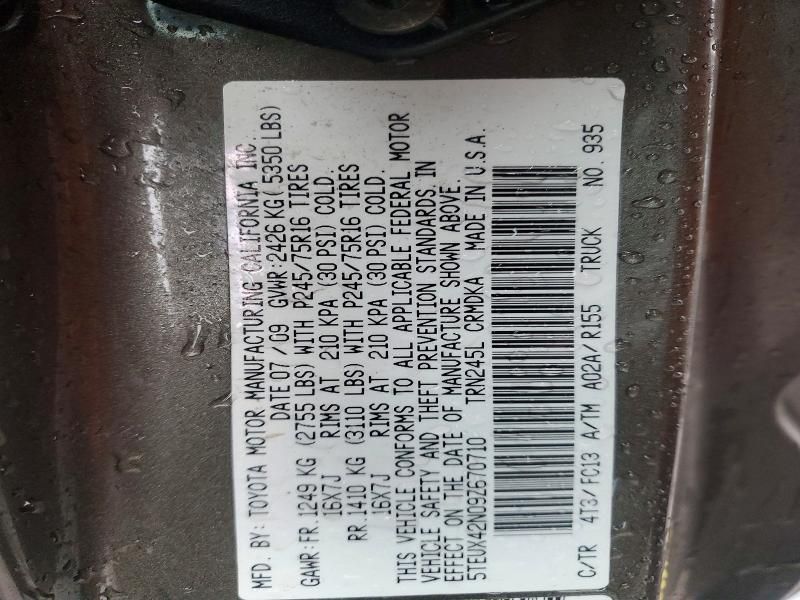 MFD. BY: TOYOTA MOTOR MANUFACTURING CALIFORNIA INC.
DATE 07 / 09 GVWR: 2426 KG ( 5350 LBS)
GAWR: FR. 1249 KG (2755 LBS) WITH P245/75R16 TIRES
16X7J RIMS AT 210 KPA (30 PSI) COLD.
RR. 1410 KG (3110 LBS) WITH P245/75R16 TIRES
16X7J RIMS AT 210 KPA (30 PSI) COLD.
THIS VEHICLE CONFORMS TO ALL APPLICABLE FEDERAL MOTOR
VEHICLE SAFETY AND THEFT PREVENTION STANDARDS IN
EFFECT ON THE DATE OF MANUFACTURE SHOWN ABOVE.
5TEUX42N09Z670710 TRN245L CRMDKA MADE IN U.S.A.
C/TR 4T3/ FC13 A/TM A02A/ R155 TRUCK NO. 935